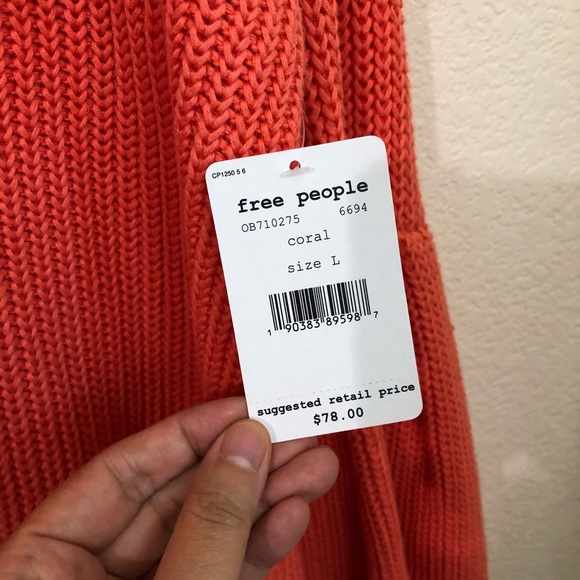 CP1250 5 6
free people
OB710275 6694
coral
size L
1 90383 89598 7
suggested retail price
$78.00